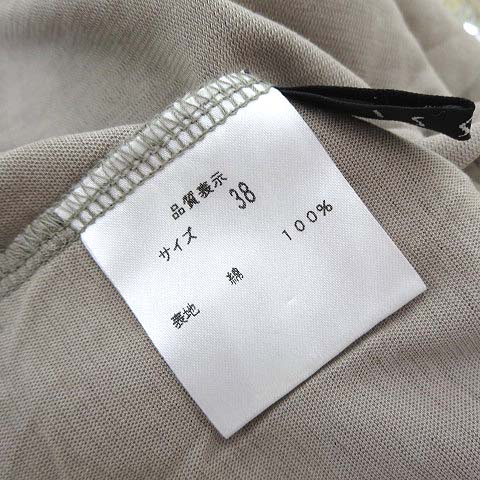 品質表示
サイズ 38
表地 綿 100%